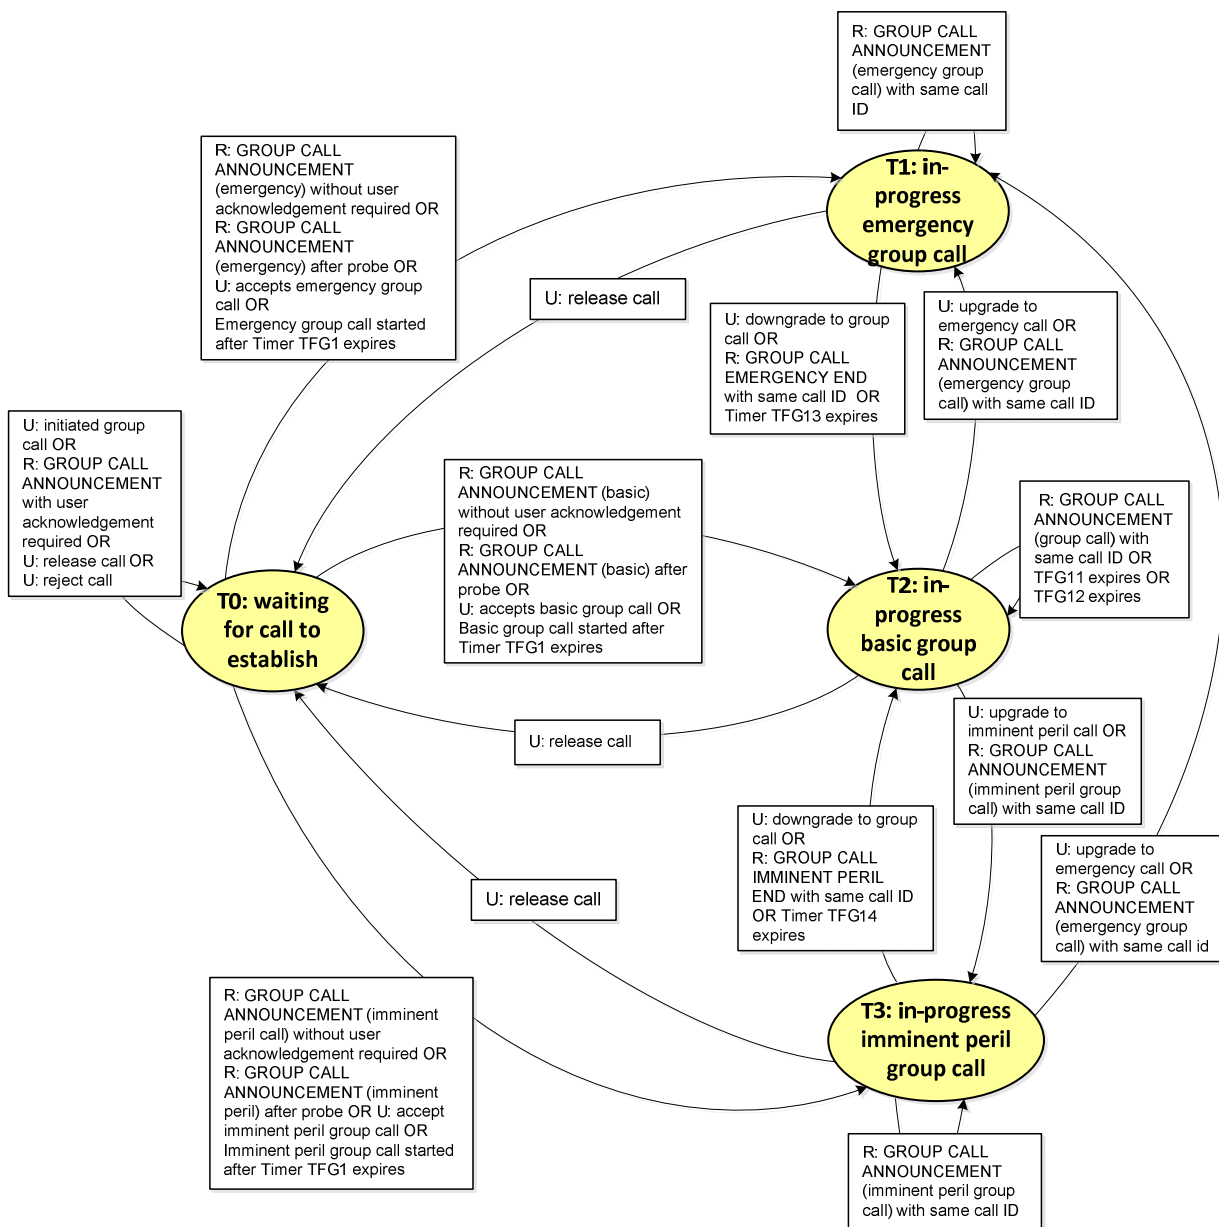 R: GROUP CALL
ANNOUNCEMENT
(emergency group
call) with same call
ID
R: GROUP CALL
ANNOUNCEMENT
(emergency) without user
acknowledgement required OR
R: GROUP CALL
ANNOUNCEMENT
(emergency) after probe OR
U: accepts emergency group
call OR
Emergency group call started
after Timer TFG1 expires
T1: in-
progress
emergency
group call
U: release call
U: downgrade to group
call OR
R: GROUP CALL
EMERGENCY END
with same call ID  OR
Timer TFG13 expires
U: upgrade to
emergency call OR
R: GROUP CALL
ANNOUNCEMENT
(emergency group
call) with same call ID
U: initiated group
call OR
R: GROUP CALL
ANNOUNCEMENT
with user
acknowledgement
required OR
U: release call OR
U: reject call
R: GROUP CALL
ANNOUNCEMENT (basic)
without user acknowledgement
required OR
R: GROUP CALL
ANNOUNCEMENT (basic) after
probe OR
U: accepts basic group call OR
Basic group call started after
Timer TFG1 expires
R: GROUP CALL
ANNOUNCEMENT
(group call) with
same call ID OR
TFG11 expires OR
TFG12 expires
T0: waiting
for call to
establish
T2: in-
progress
basic group
call
U: release call
U: upgrade to
imminent peril call OR
R: GROUP CALL
ANNOUNCEMENT
(imminent peril group
call) with same call ID
U: downgrade to group
call OR
R: GROUP CALL
IMMINENT PERIL
END with same call ID
OR Timer TFG14
expires
U: upgrade to
emergency call OR
R: GROUP CALL
ANNOUNCEMENT
(emergency group
call) with same call id
U: release call
R: GROUP CALL
ANNOUNCEMENT (imminent
peril call) without user
acknowledgement required OR
R: GROUP CALL
ANNOUNCEMENT (imminent
peril) after probe OR U: accept
imminent peril group call OR
Imminent peril group call started
after Timer TFG1 expires
T3: in-progress
imminent peril
group call
R: GROUP CALL
ANNOUNCEMENT
(imminent peril group
call) with same call ID